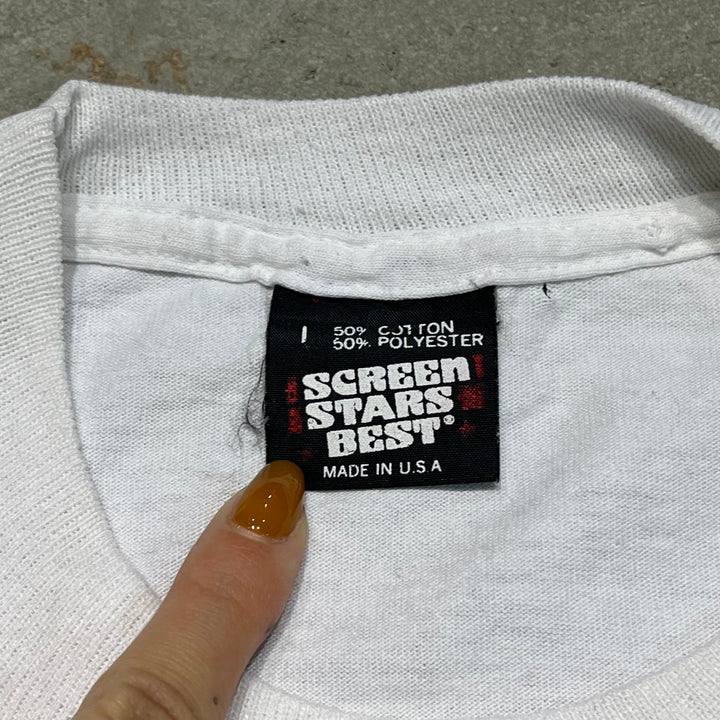 50% COTTON
50% POLYESTER
SCREEN
STARS
BEST®
MADE IN U.S.A